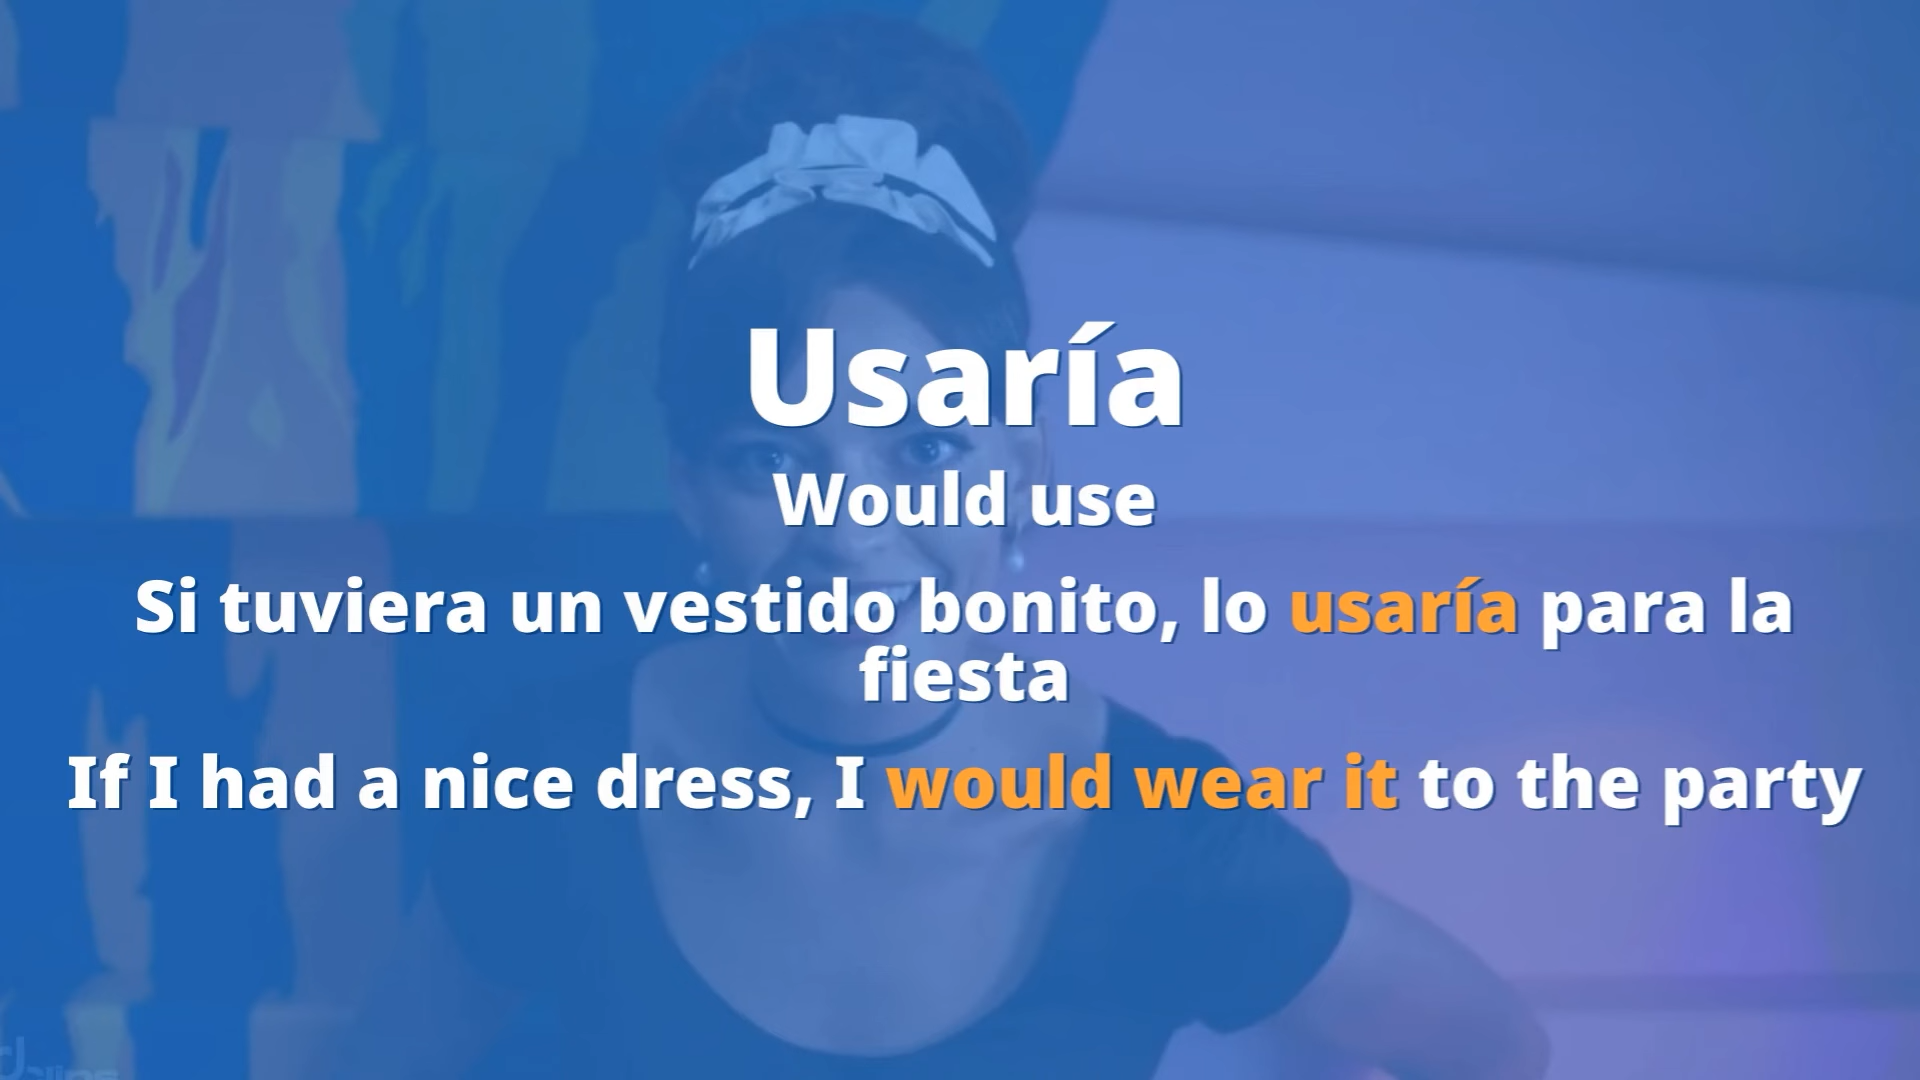 Usaría
Would use
Si tuviera un vestido bonito, lo usaría para la
fiesta
If I had a nice dress, I would wear it to the party